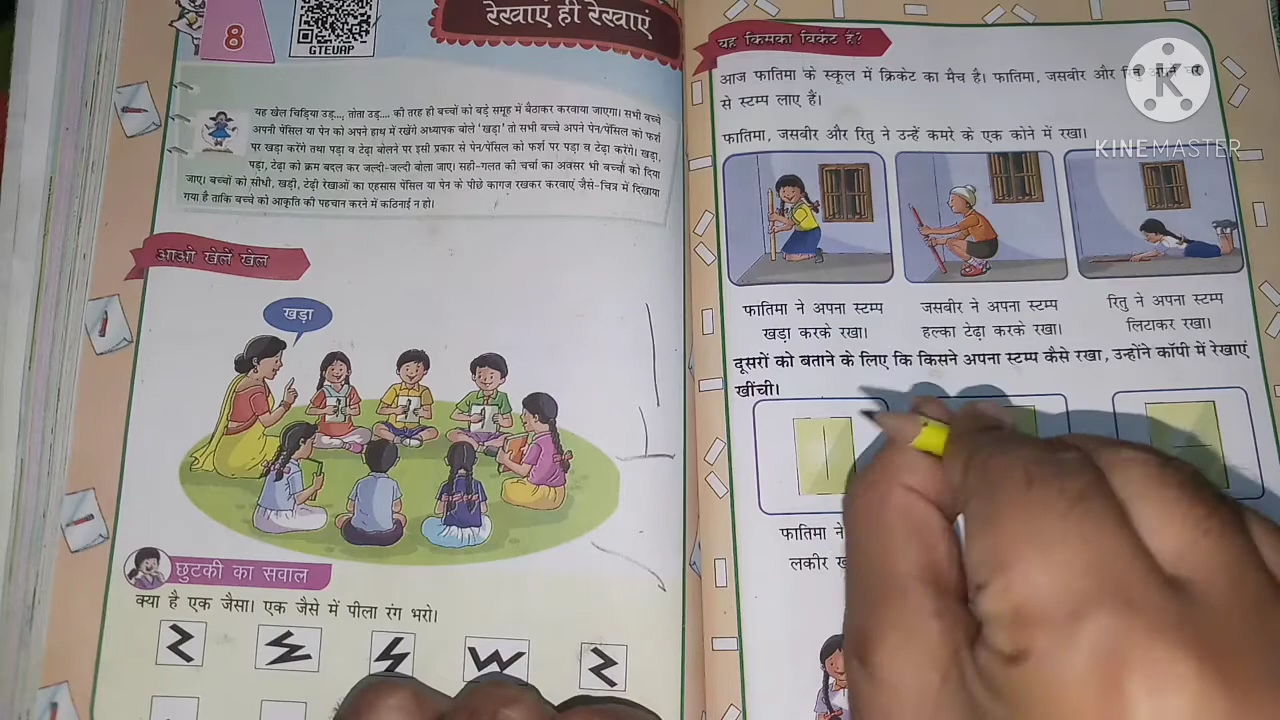 8
GTEUAP
रेखाएं ही रेखाएं
यह खेल चिड़िया उड़..., तोता उड़... की तरह ही बच्चों को बड़े समूह में बैठाकर करवाया जाएगा। सभी बच्चे
अपनी पेंसिल या पेन को अपने हाथ में रखेंगे अध्यापक बोले 'खड़ा' तो सभी बच्चे अपने पेन/पेंसिल को फर्श
पर खड़ा करेंगे तथा पड़ा व टेढ़ा बोलने पर इसी प्रकार से पेन/पेंसिल को फर्श पर पड़ा व टेढ़ा करेंगे। खड़ा,
पड़ा, टेढ़ा को क्रम बदल कर जल्दी-जल्दी बोला जाए। सही-गलत की चर्चा का अवसर भी बच्चों को दिया
जाए। बच्चों को सीधी, खड़ी, टेढ़ी रेखाओं का एहसास पेंसिल या पेन के पीछे कागज रखकर करवाएं जैसे-चित्र में दिखाया
गया है ताकि बच्चे को आकृति की पहचान करने में कठिनाई न हो।
आओ खेलें खेल
खड़ा
छुटकी का सवाल
क्या है एक जैसा। एक जैसे में पीला रंग भरो।
यह किसका विकेट है?
आज फातिमा के स्कूल में क्रिकेट का मैच है। फातिमा, जसवीर और रितु अपने घर
से स्टम्प लाए हैं।
फातिमा, जसवीर और रितु ने उन्हें कमरे के एक कोने में रखा।
फातिमा ने अपना स्टम्प
खड़ा करके रखा।
जसवीर ने अपना स्टम्प
हल्का टेढ़ा करके रखा।
रितु ने अपना स्टम्प
लिटाकर रखा।
दूसरों को बताने के लिए कि किसने अपना स्टम्प कैसे रखा, उन्होंने कॉपी में रेखाएं
खींची।
फातिमा ने
लकीर
K
KINEMASTER